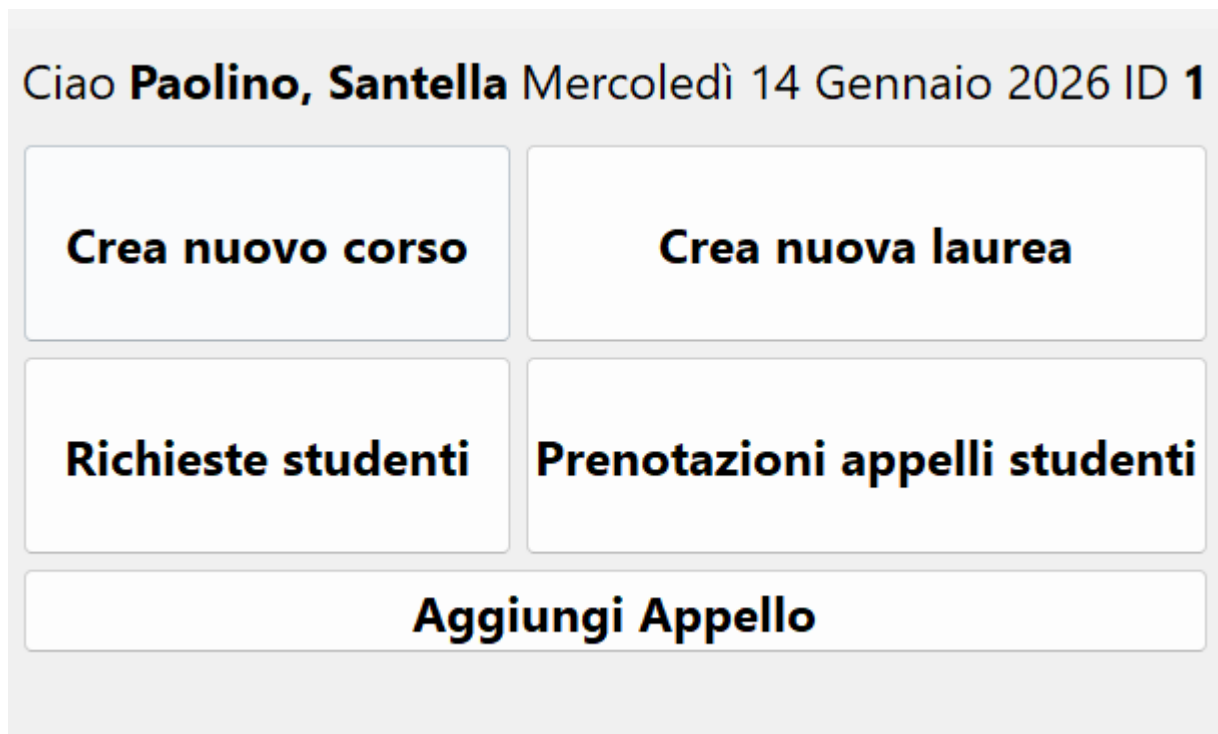 Ciao Paolino, Santella Mercoledì 14 Gennaio 2026 ID 1
Crea nuovo corso
Crea nuova laurea
Richieste studenti
Prenotazioni appelli studenti
Aggiungi Appello